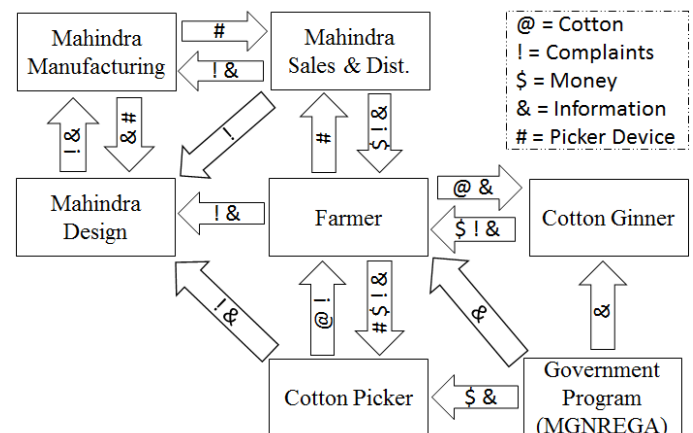 Mahindra
Manufacturing
#
! &
Mahindra
Sales & Dist.
@ = Cotton
! = Complaints
$ = Money
& = Information
# = Picker Device
! &
# &
!
#
$ ! &
Mahindra
Design
! &
Farmer
@ &
$ ! &
Cotton Ginner
! &
@ !
# $ ! &
&
&
Cotton Picker
$ &
Government
Program
(MGNREGA)